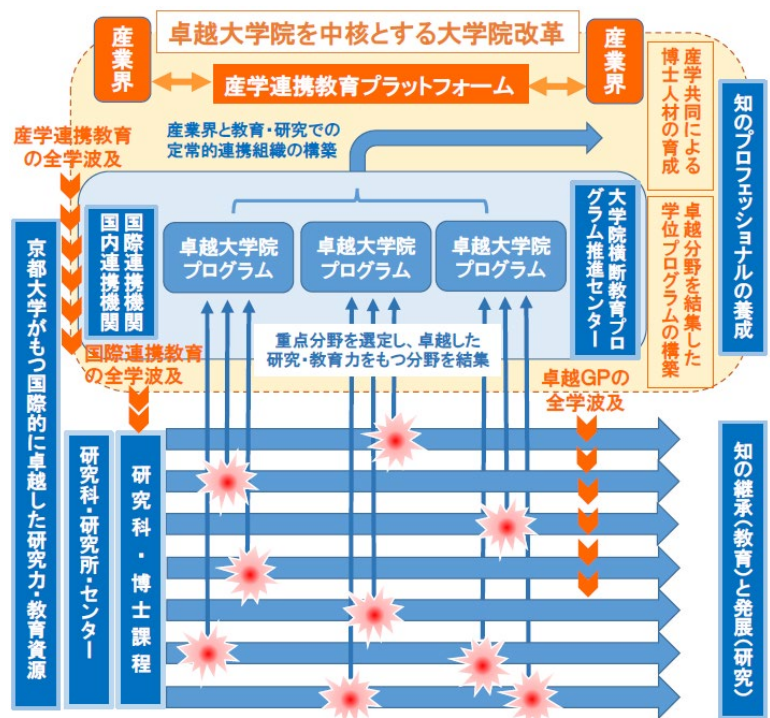 卓越大学院を中核とする大学院改革
産業界
産学連携教育プラットフォーム
産業界
産学共同による
博士人材の育成
知のプロフェッショナルの養成
産学連携教育
の全学波及
産業界と教育・研究での
定常的連携組織の構築
国際連携機関
国内連携機関
卓越大学院
プログラム
卓越大学院
プログラム
卓越大学院
プログラム
大学院横断教育プロ
グラム推進センター
卓越分野を結集した
学位プログラムの構築
重点分野を選定し、卓越した
研究・教育力をもつ分野を結集
国際連携教育
の全学波及
卓越GPの
全学波及
京都大学がもつ国際的に卓越した研究力・教育資源
研究科・研究所・センター
研究科・博士課程
知の継承(教育)と発展(研究)